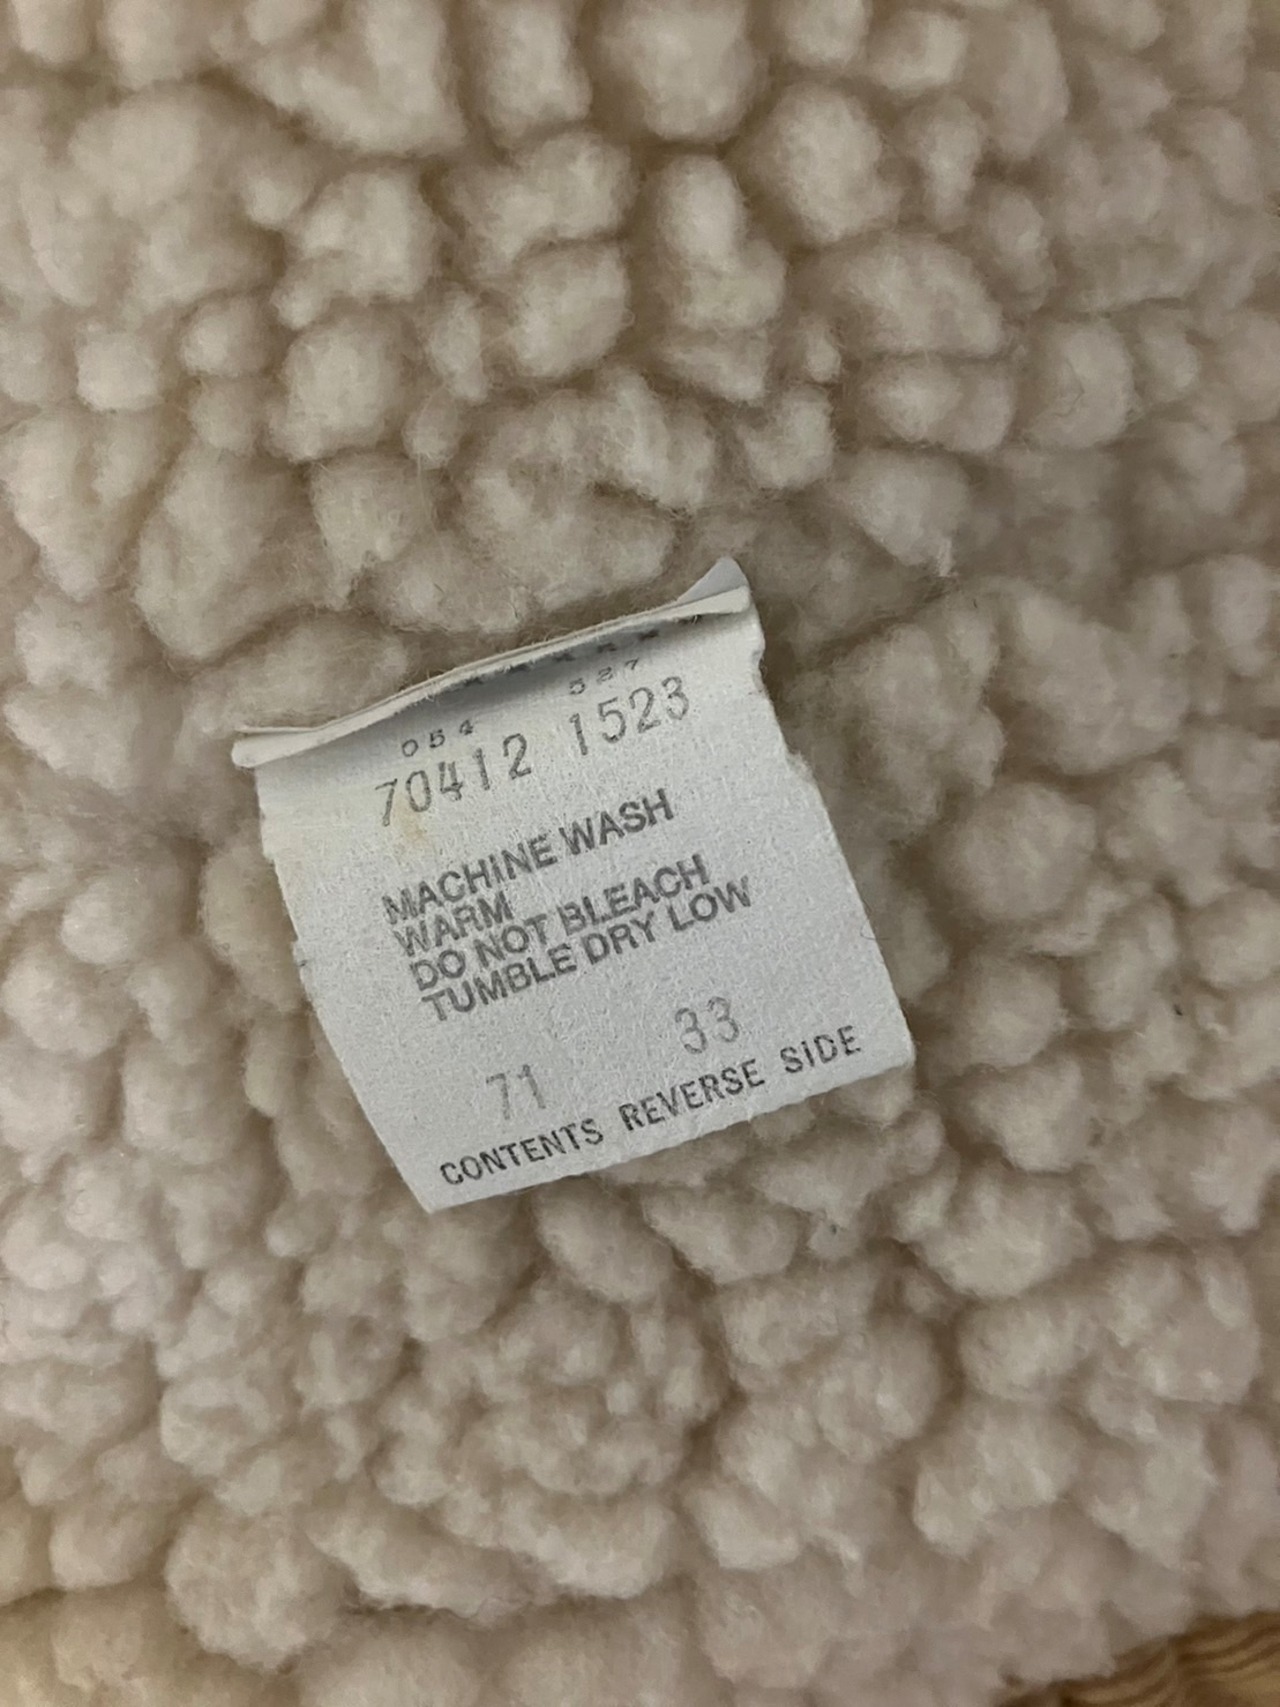 054 527
70412 1523
MACHINE WASH
WARM
DO NOT BLEACH
TUMBLE DRY LOW
71 33
CONTENTS REVERSE SIDE